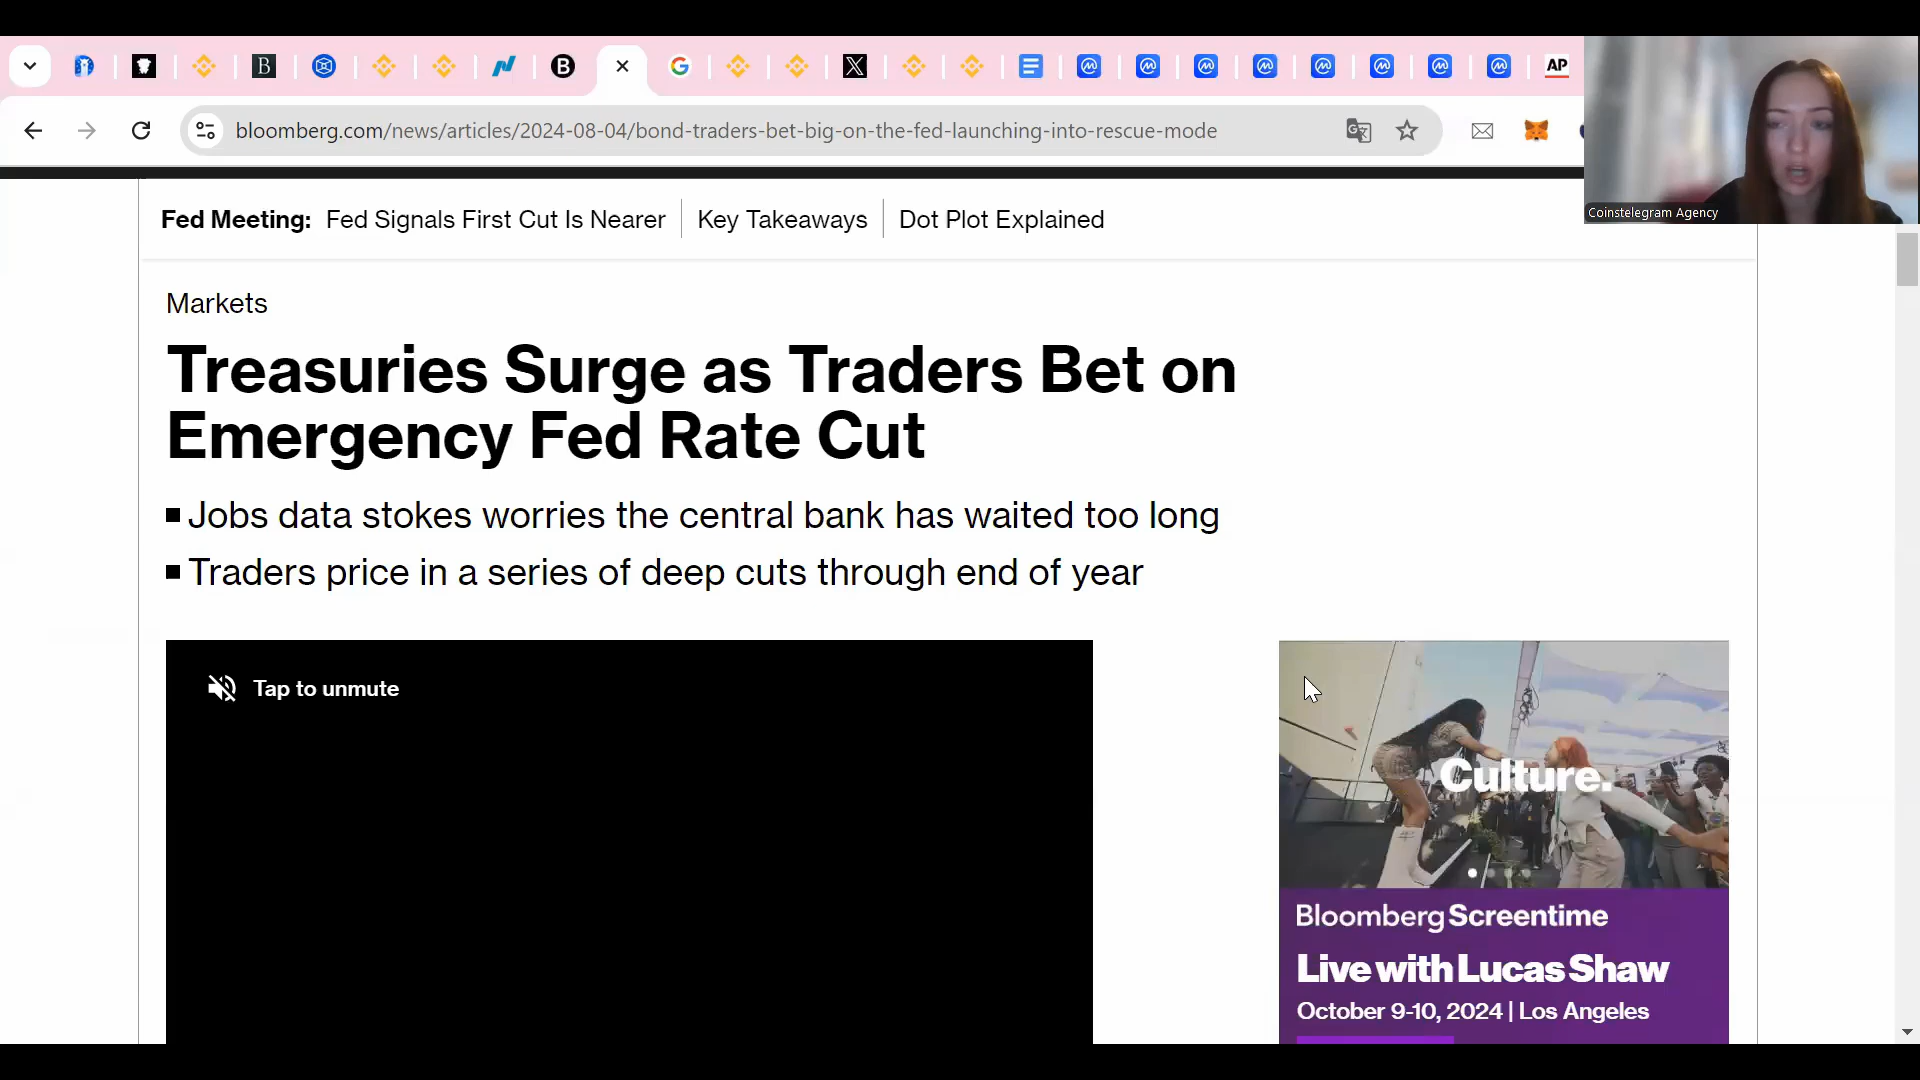 AP
bloomberg.com/news/articles/2024-08-04/bond-traders-bet-big-on-the-fed-launching-into-rescue-mode
Coinstelegram Agency
Fed Meeting: Fed Signals First Cut Is Nearer Key Takeaways Dot Plot Explained
Markets
Treasuries Surge as Traders Bet on
Emergency Fed Rate Cut
Jobs data stokes worries the central bank has waited too long
Traders price in a series of deep cuts through end of year
Tap to unmute
Culture.
Bloomberg Screentime
Live with Lucas Shaw
October 9-10, 2024 | Los Angeles